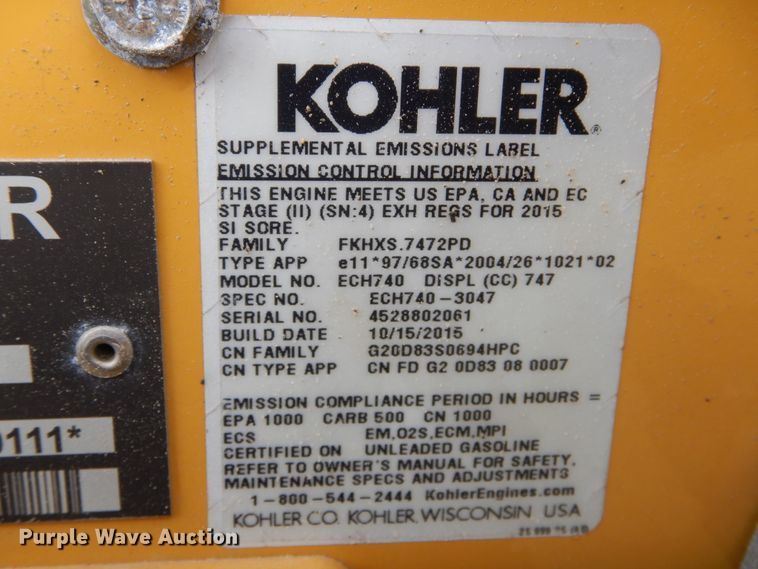 KOHLER®
SUPPLEMENTAL EMISSIONS LABEL
EMISSION CONTROL INFORMATION
THIS ENGINE MEETS US EPA, CA AND EC
STAGE (II) (SN:4) EXH REGS FOR 2015
SI SORE.
FAMILY FKHXS.7472PD
TYPE APP e11*97/68SA*2004/26*1021*02
MODEL NO. ECH740 DISPL (CC) 747
SPEC NO. ECH740-3047
SERIAL NO. 4528802061
BUILD DATE 10/15/2015
CN FAMILY G20D83S0694HPC
CN TYPE APP CN FD G2 0D83 08 0007
EMISSION COMPLIANCE PERIOD IN HOURS =
EPA 1000 CARB 500 CN 1000
ECS EM,O2S,ECM,MPI
CERTIFIED ON UNLEADED GASOLINE
REFER TO OWNER'S MANUAL FOR SAFETY,
MAINTENANCE SPECS AND ADJUSTMENTS
1-800-544-2444 KohlerEngines.com
KOHLER CO. KOHLER, WISCONSIN USA
R
0111*
Purple Wave Auction